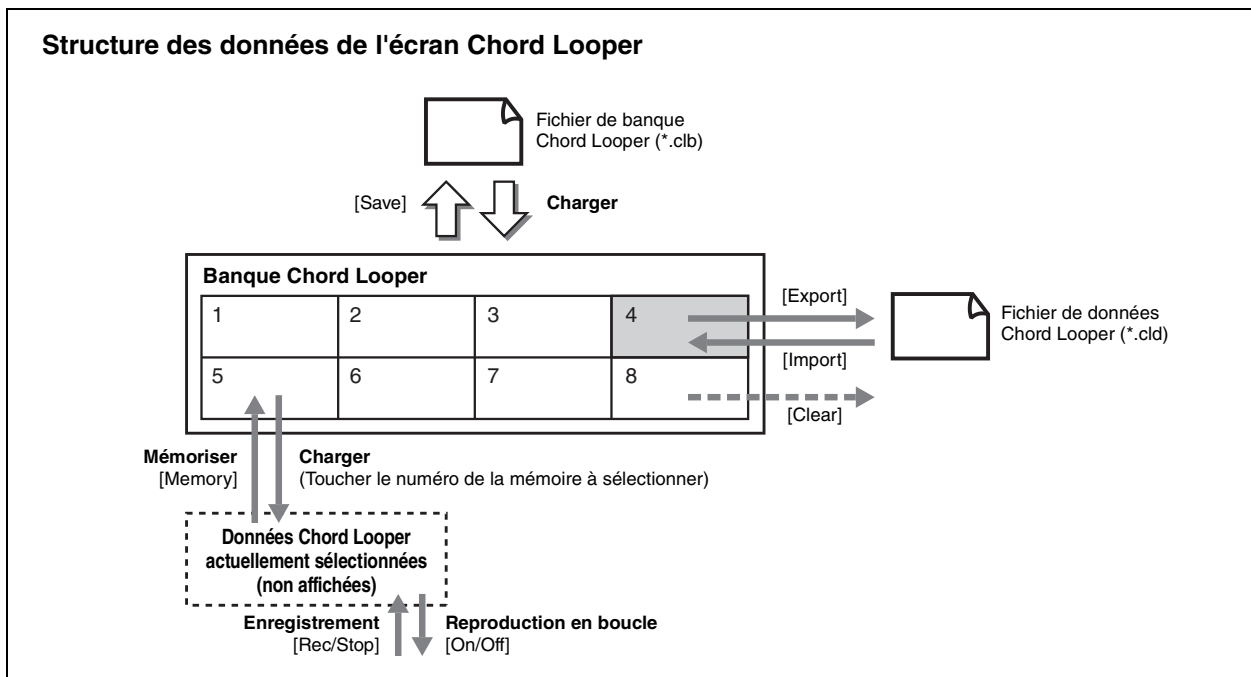 Structure des données de l'écran Chord Looper
Fichier de banque
Chord Looper (*.clb)
[Save]
Charger
Banque Chord Looper
1
2
3
4
[Export]
Fichier de données
Chord Looper (*.cld)
[Import]
5
6
7
8
[Clear]
Mémoriser
[Memory]
Charger
(Toucher le numéro de la mémoire à sélectionner)
Données Chord Looper
actuellement sélectionnées
(non affichées)
Enregistrement
[Rec/Stop]
Reproduction en boucle
[On/Off]